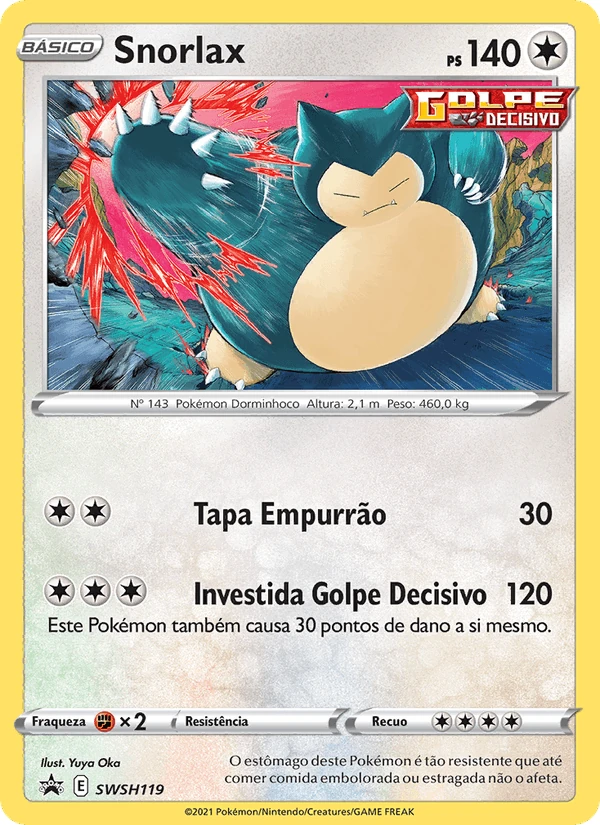 BÁSICO Snorlax PS 140
GOLPE
DECISIVO
Nº 143 Pokémon Dorminhoco Altura: 2,1 m Peso: 460,0 kg
Tapa Empurrão 30
Investida Golpe Decisivo 120
Este Pokémon também causa 30 pontos de dano a si mesmo.
Fraqueza ×2 Resistência Recuo
Ilust. Yuya Oka
E SWSH119
O estômago deste Pokémon é tão resistente que até
comer comida embolorada ou estragada não o afeta.
©2021 Pokémon/Nintendo/Creatures/GAME FREAK